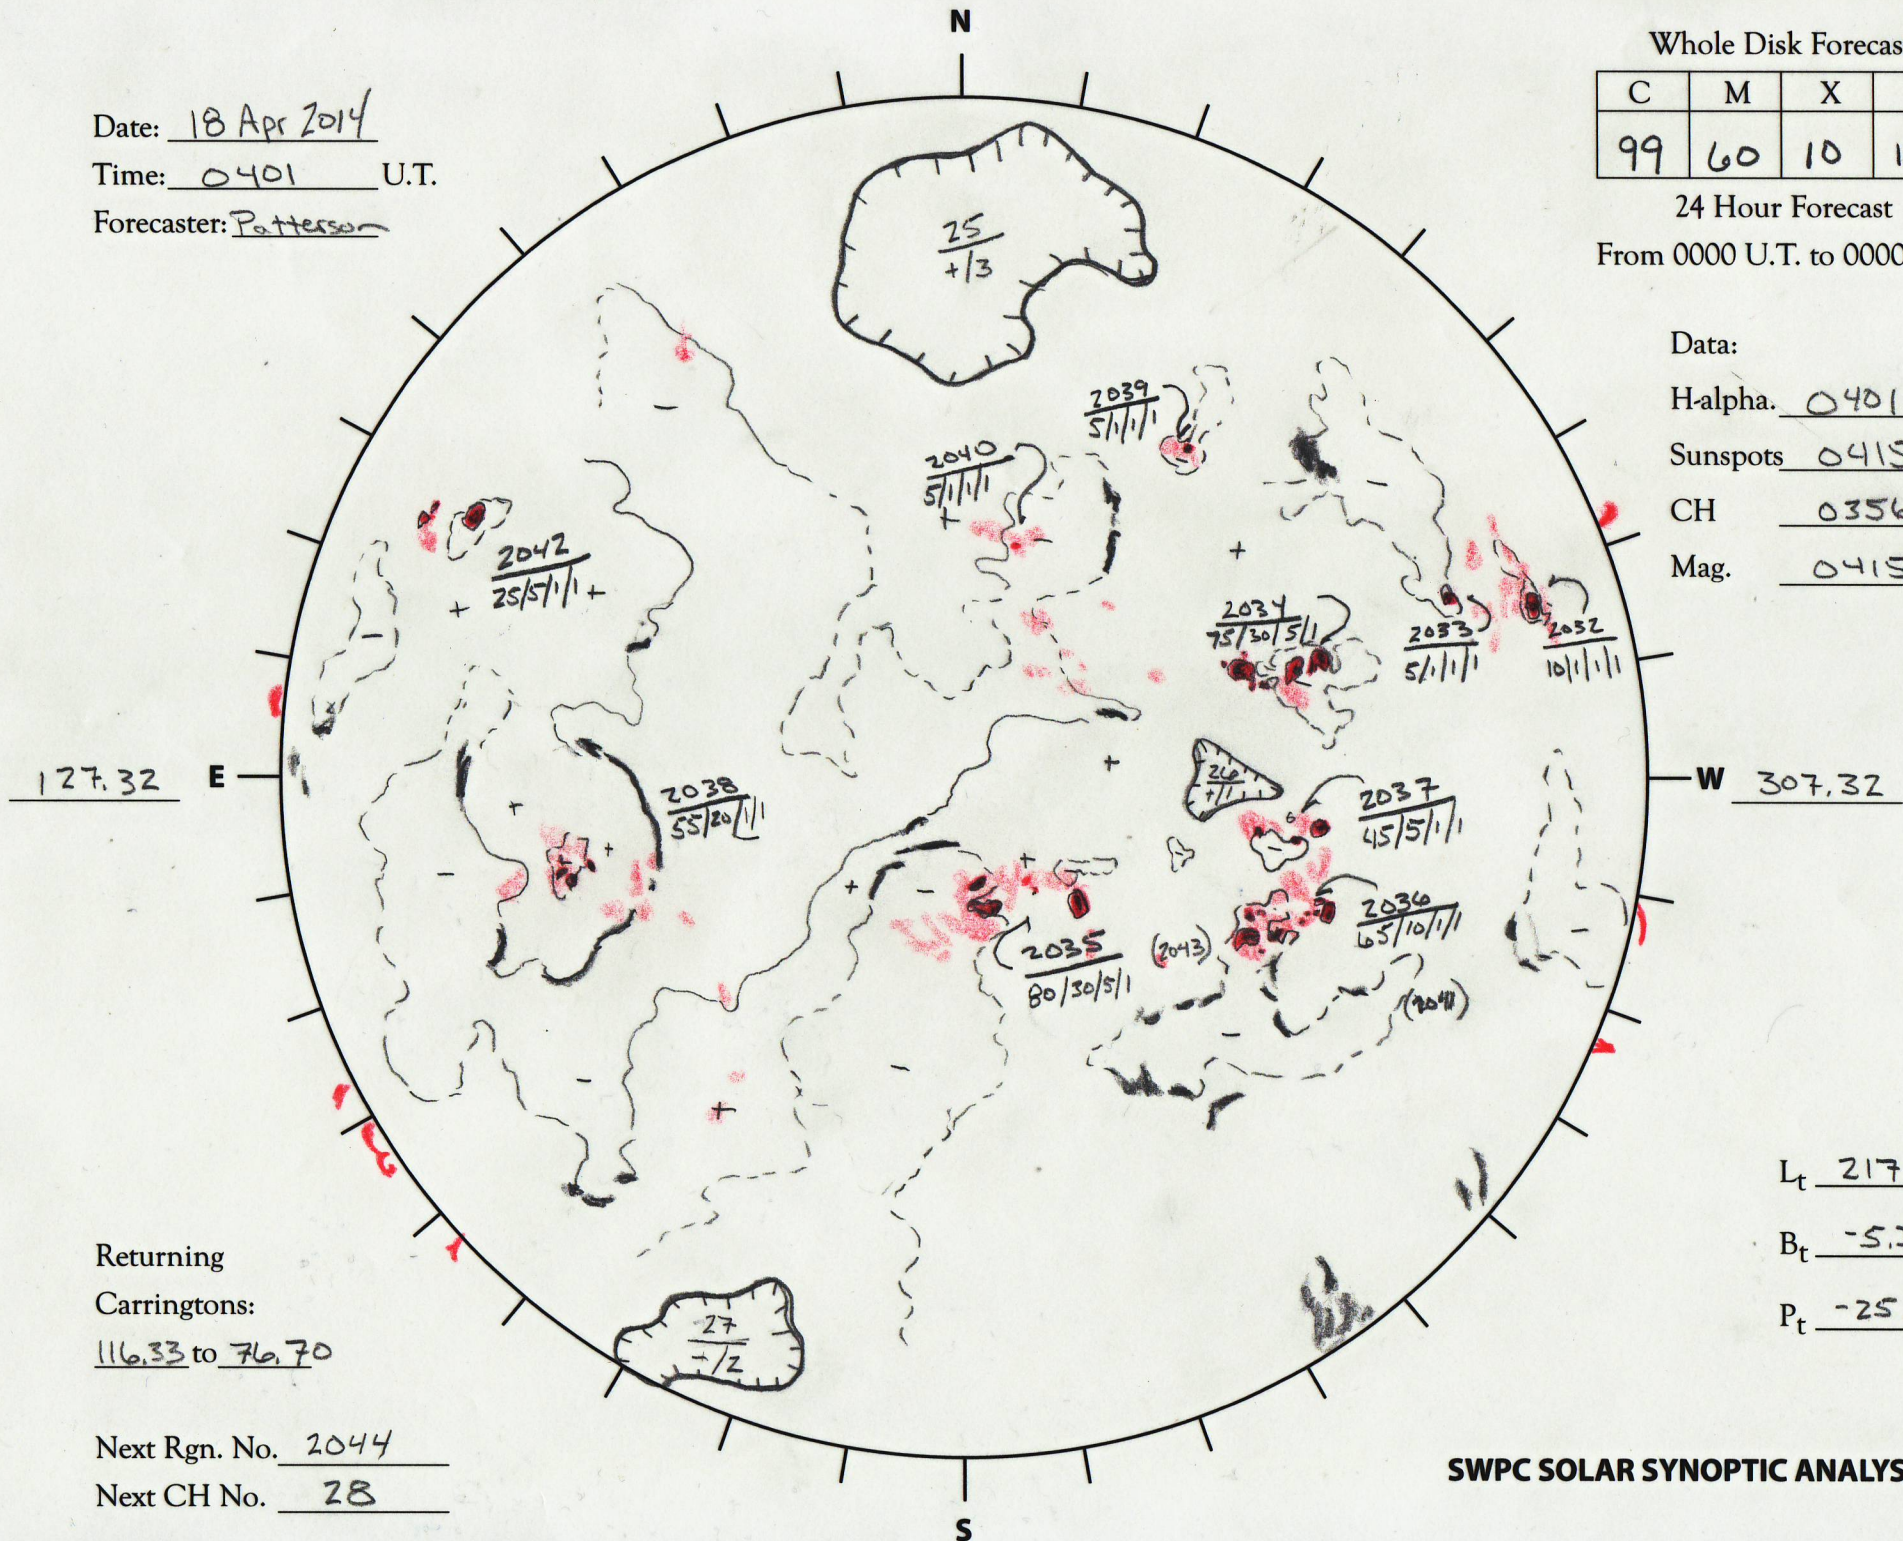 N
Whole Disk Forecas
C M X
99 60 10 1
24 Hour Forecast
From 0000 U.T. to 0000
Date: 18 Apr 2014
Time: 0401 U.T.
Forecaster: Patterson
25
+/3
Data:
H-alpha. 0401
Sunspots 0415
CH 0356
Mag. 0415
2039
5/1/1/1
2040
5/1/1/1
2042
25/5/1/1
2034
75/30/5/1
2033
5/1/1/1
2032
10/1/1/1
127.32 E
W 307.32
26
+/1
2038
55/20/1/1
2037
45/5/1/1
2036
65/10/1/1
2035
80/30/5/1
(2043)
(2041)
Lt 217
Bt -5.
Pt -25
Returning
Carringtons:
116.33 to 76.70
27
-/2
Next Rgn. No. 2044
Next CH No. 28
SWPC SOLAR SYNOPTIC ANALYS
S